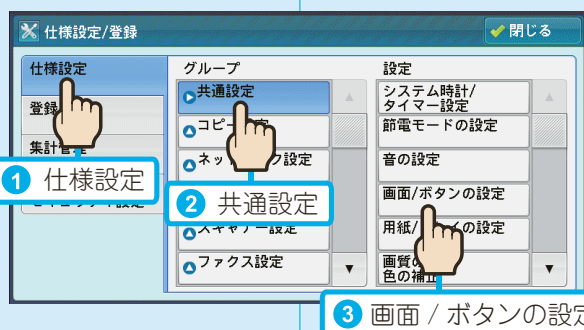 仕様設定/登録
閉じる
仕様設定
グループ
設定
登録
集計管理
共通設定
コピー
ネッ
ク設定
スキャナー設定
ファクス設定
システム時計/
タイマー設定
節電モードの設定
音の設定
画面/ボタンの設定
用紙/
イの設定
画質の
色の補正
1 仕様設定
2 共通設定
3 画面 / ボタンの設定